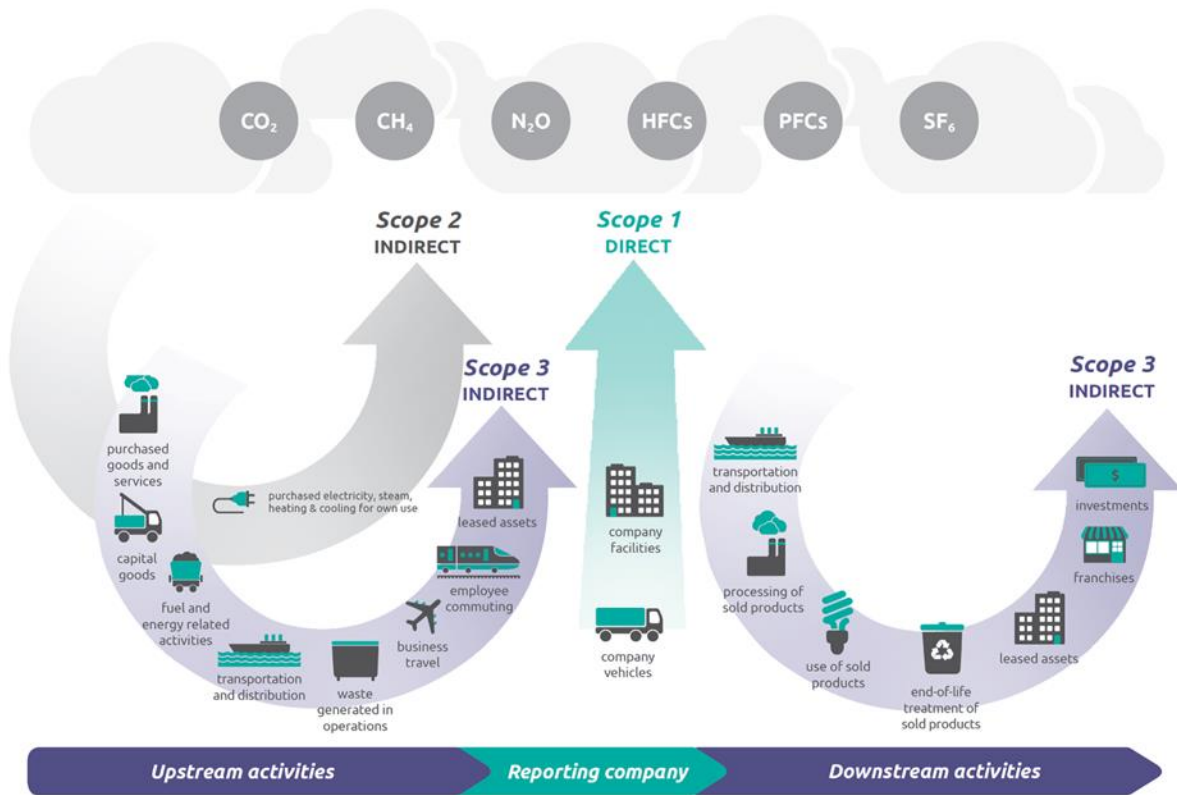 CO₂
CH₄
N₂O
HFCs
PFCs
SF₆
Scope 2
INDIRECT
Scope 1
DIRECT
Scope 3
INDIRECT
Scope 3
INDIRECT
purchased
goods and
services
capital
goods
fuel and
energy related
activities
transportation
and distribution
waste
generated in
operations
business
travel
employee
commuting
leased assets
purchased electricity, steam,
heating & cooling for own use
company
facilities
company
vehicles
transportation
and distribution
processing of
sold products
use of sold
products
end-of-life
treatment of
sold products
leased assets
franchises
$
investments
Upstream activities
Reporting company
Downstream activities